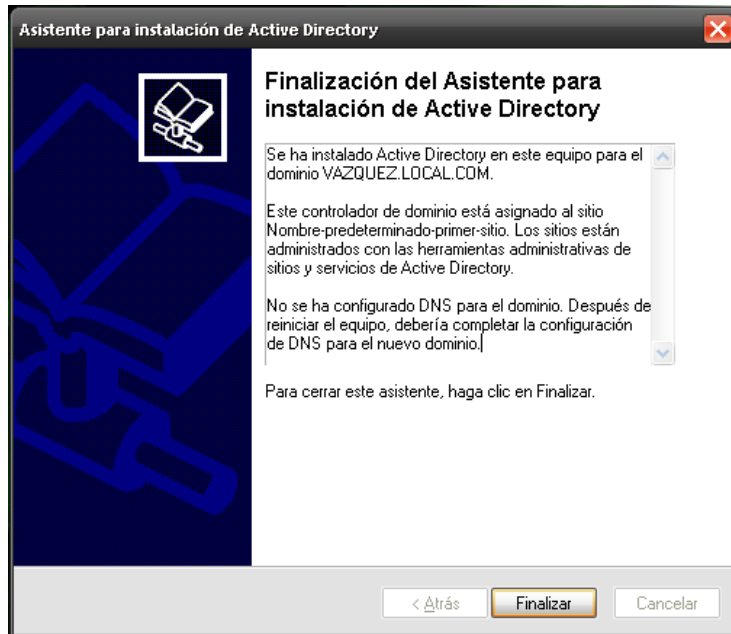 Asistente para instalación de Active Directory
Finalización del Asistente para
instalación de Active Directory
Se ha instalado Active Directory en este equipo para el
dominio VAZQUEZ.LOCAL.COM.
Este controlador de dominio está asignado al sitio
Nombre-predeterminado-primer-sitio. Los sitios están
administrados con las herramientas administrativas de
sitios y servicios de Active Directory.
No se ha configurado DNS para el dominio. Después de
reiniciar el equipo, debería completar la configuración
de DNS para el nuevo dominio.
Para cerrar este asistente, haga clic en Finalizar.
< Atrás
Finalizar
Cancelar